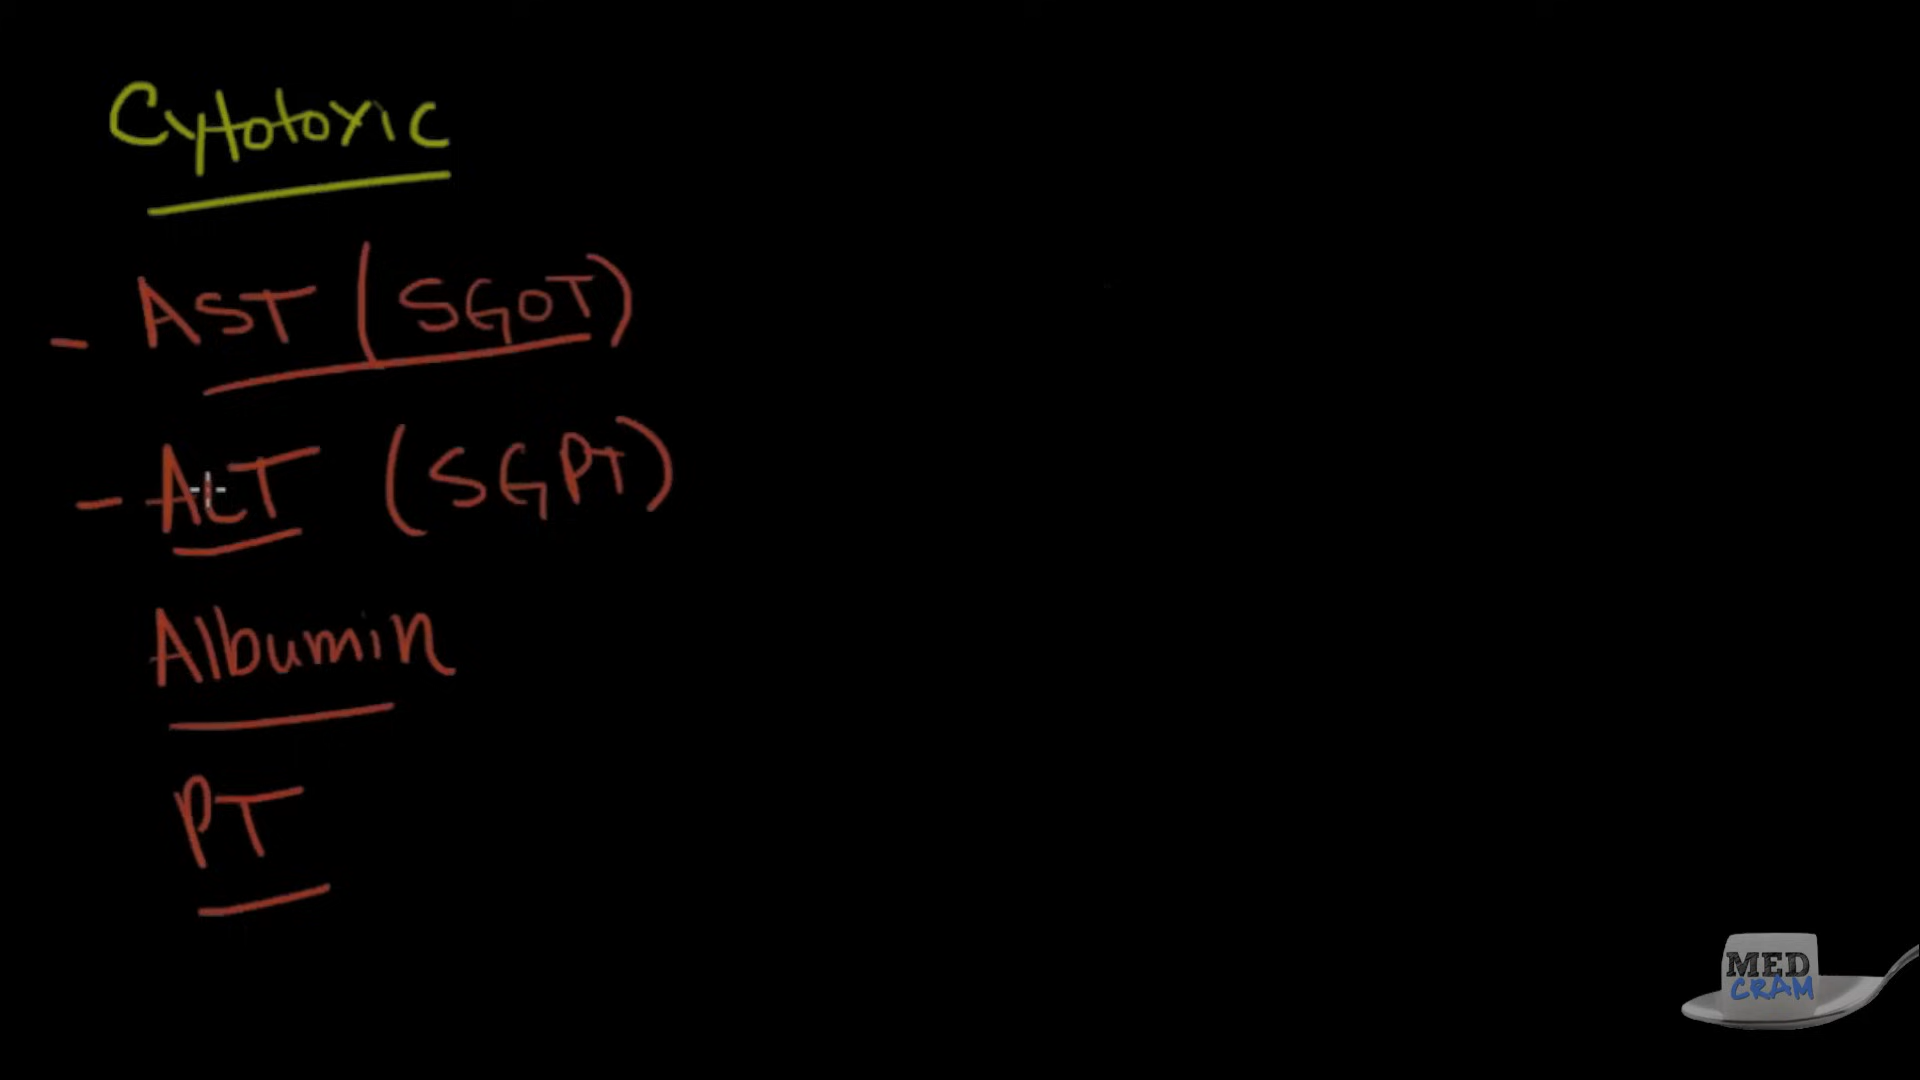 Cytotoxic
- AST (SGOT)
- ALT (SGPT)
Albumin
PT
MED
CRAM